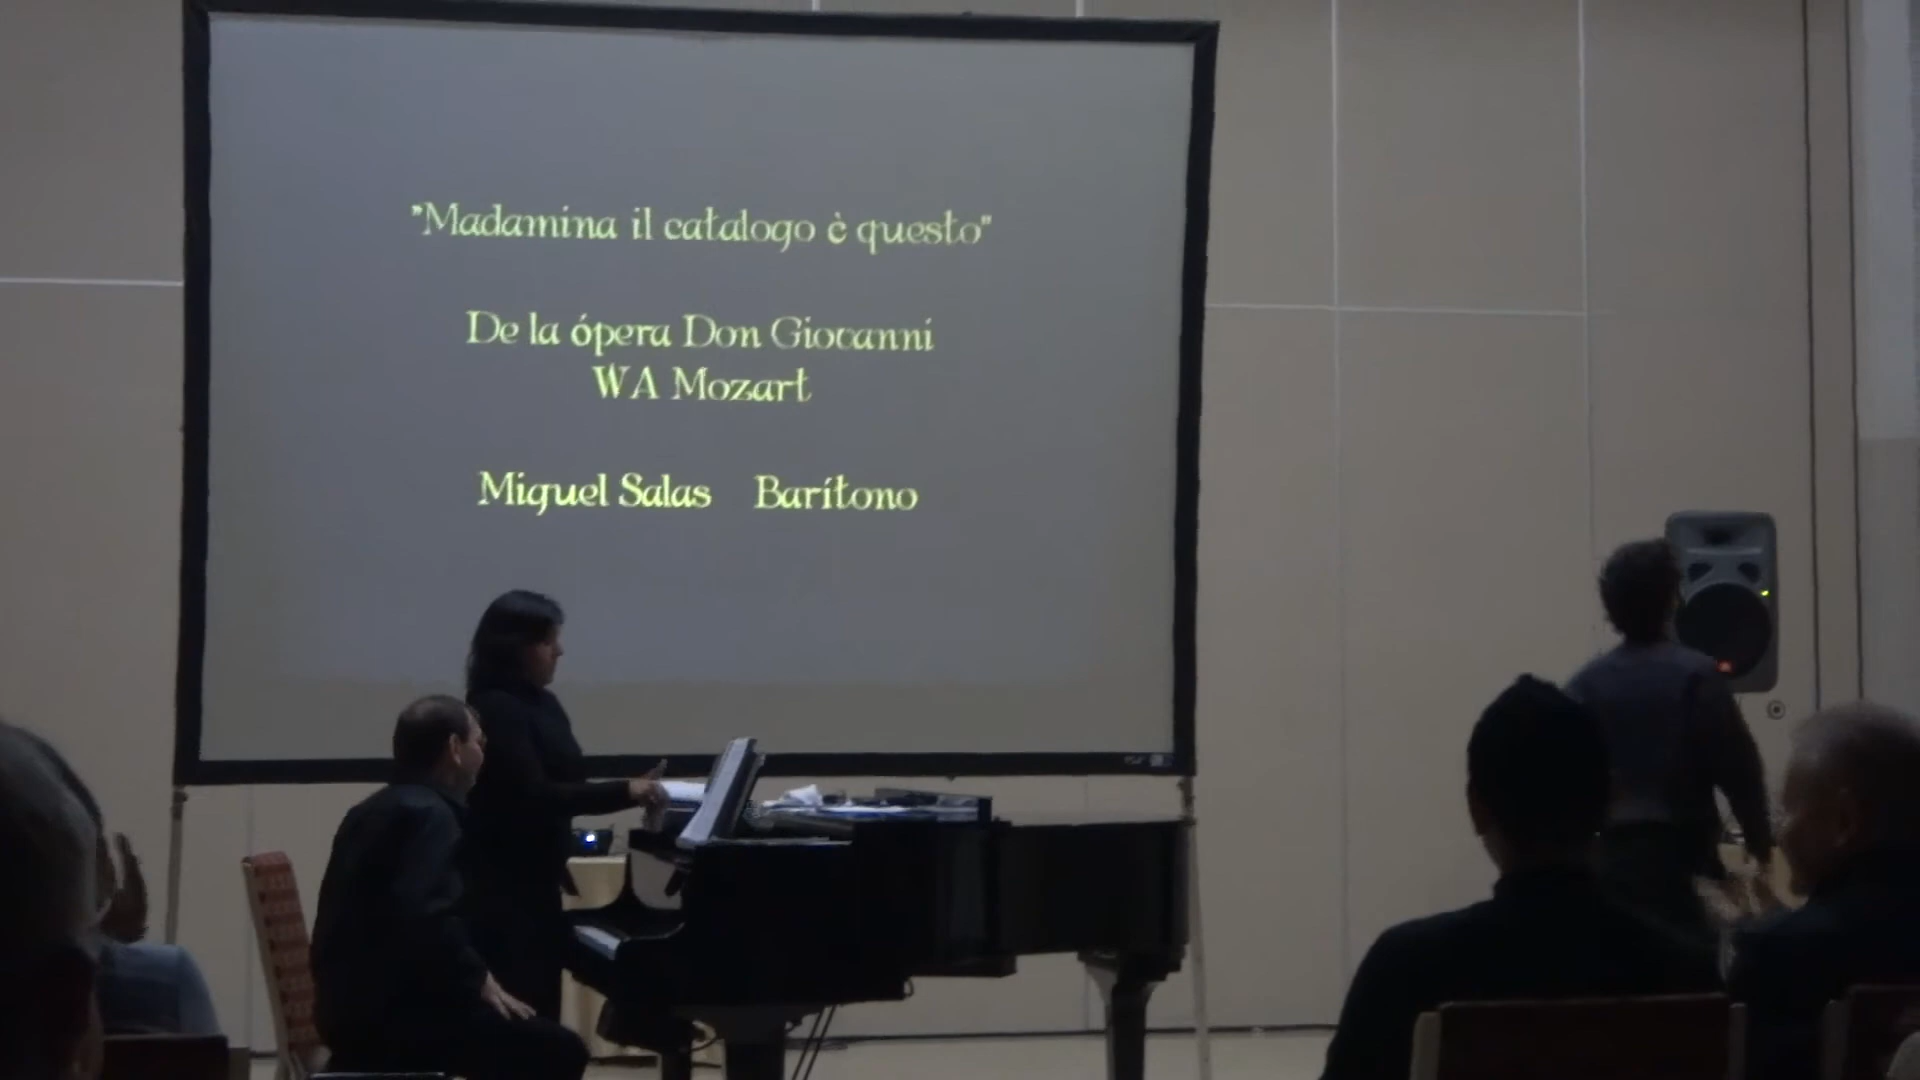 "Madamina il catalogo è questo"
De la ópera Don Giovanni
WA Mozart
Miguel Salas Barítono